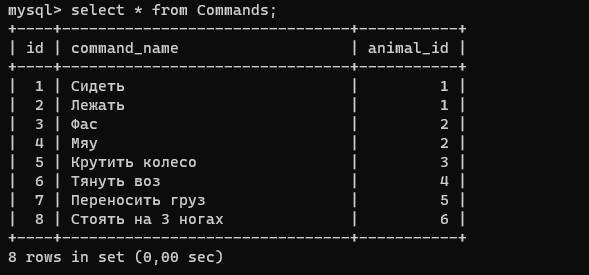 mysql> select * from Commands;
+----+--------------------------------+-----------+
| id | command_name                   | animal_id |
+----+--------------------------------+-----------+
|  1 | Сидеть                         |         1 |
|  2 | Лежать                         |         1 |
|  3 | Фас                            |         2 |
|  4 | Мяу                            |         2 |
|  5 | Крутить колесо                 |         3 |
|  6 | Тянуть воз                     |         4 |
|  7 | Переносить груз                |         5 |
|  8 | Стоять на 3 ногах              |         6 |
+----+--------------------------------+-----------+
8 rows in set (0,00 sec)